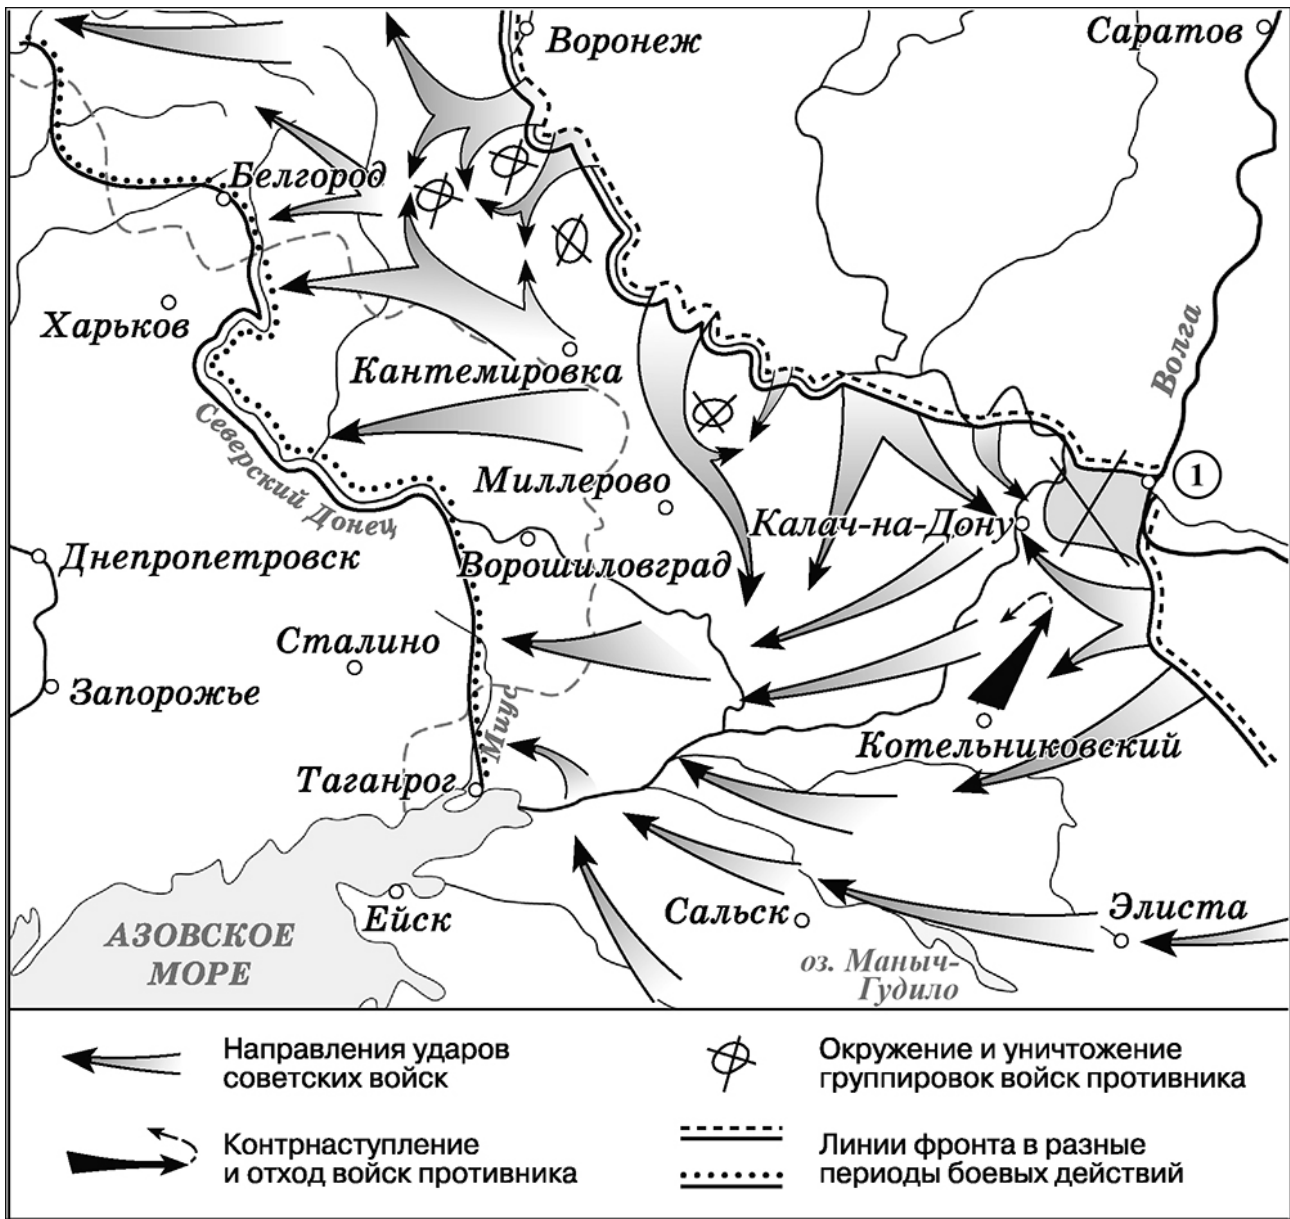 Воронеж
Саратов
Белгород
Харьков
Волга
Кантемировка
Северский Донец
Миллерово
1
Калач-на-Дону
Днепропетровск
Ворошиловград
Сталино
Запорожье
Миус
Котельниковский
Таганрог
Ейск
Сальск
Элиста
АЗОВСКОЕ
МОРЕ
оз. Маныч-
Гудило
Направления ударов
советских войск
Окружение и уничтожение
группировок войск противника
Контрнаступление
и отход войск противника
Линии фронта в разные
периоды боевых действий